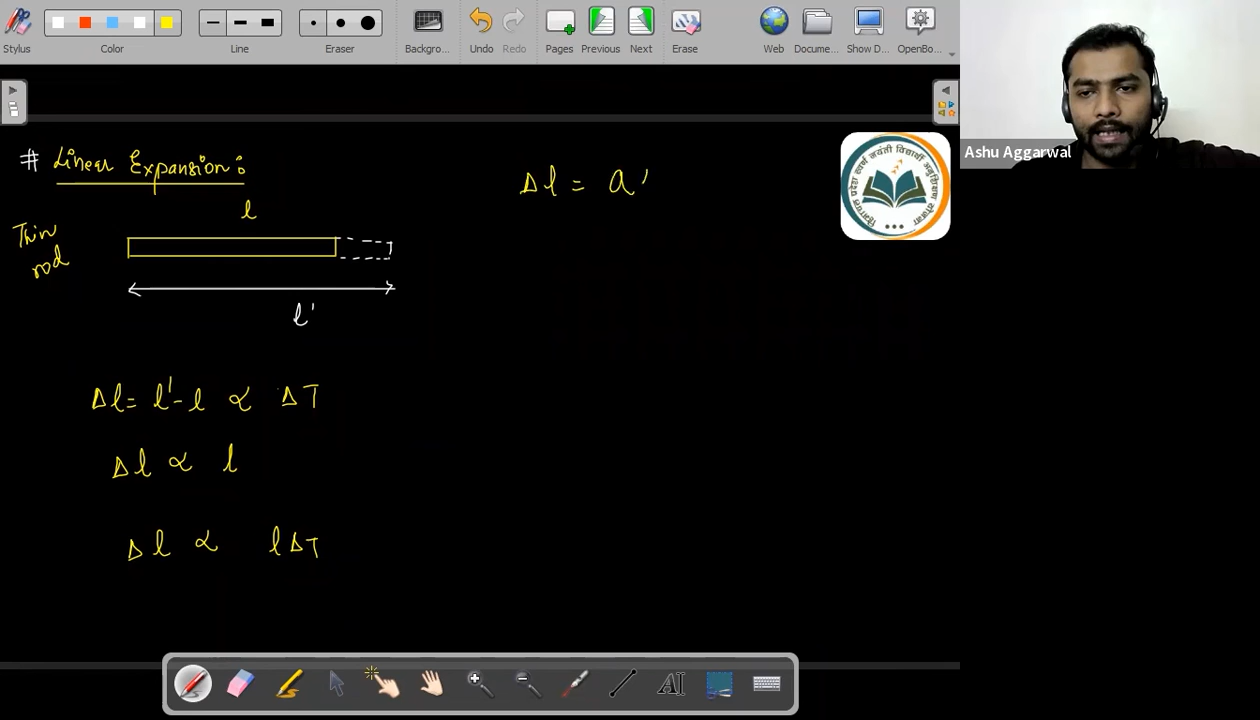 Stylus
Color
Line
Eraser
Backgro...
Undo
Redo
Pages
Previous
Next
Erase
Web
Docume...
Show D...
OpenBo...
# Linear Expansion :
l
Thin
rod
l'
Δl = l' - l ∝ ΔT
Δl ∝ l
Δl ∝ lΔT
Δl = a'
Ashu Aggarwal
AI